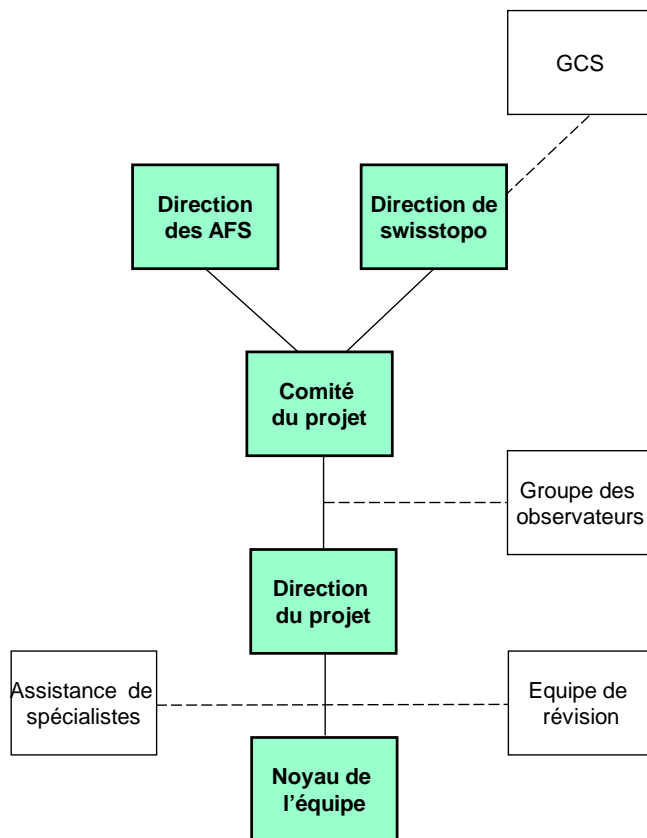 GCS
Direction
des AFS
Direction de
swisstopo
Comité
du projet
Groupe des
observateurs
Direction
du projet
Assistance de
spécialistes
Equipe de
révision
Noyau de
l’équipe